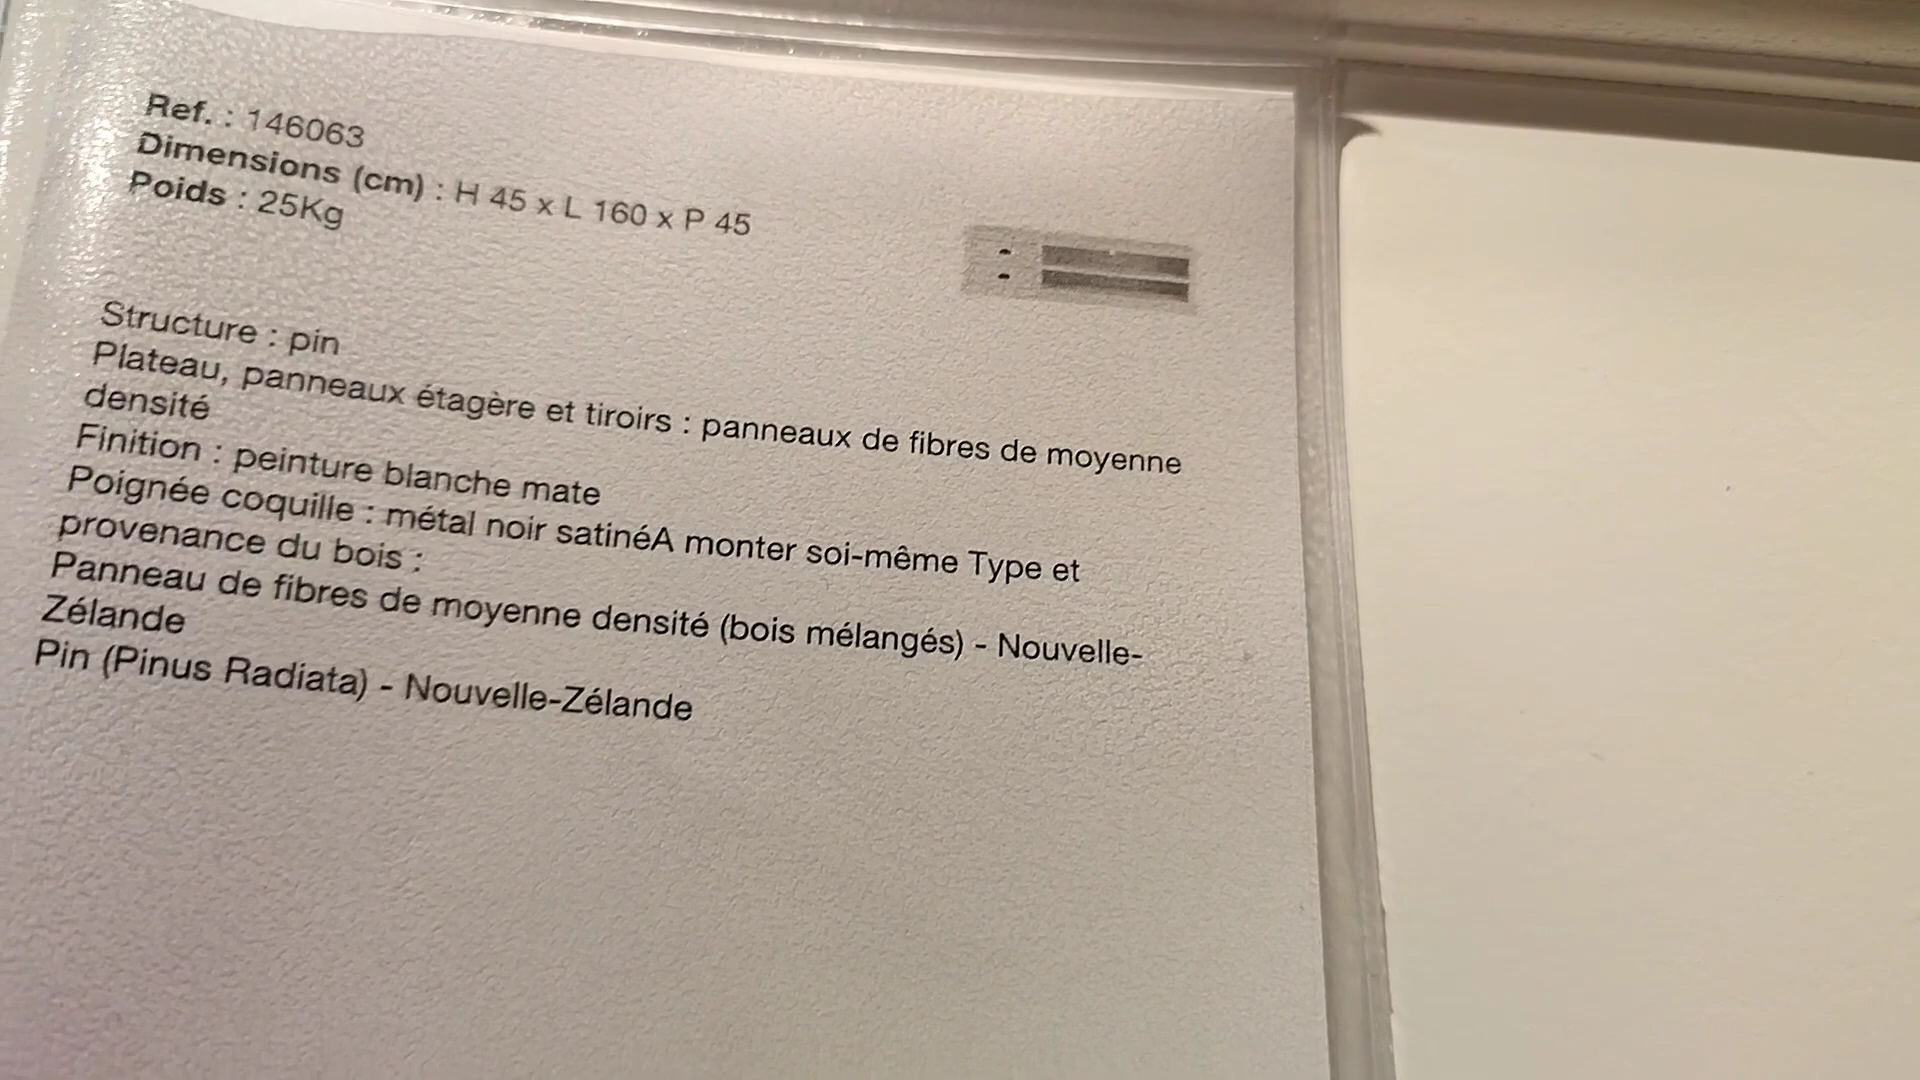 Ref. : 146063
Dimensions (cm) : H 45 x L 160 x P 45
Poids : 25Kg
Structure : pin
Plateau, panneaux étagère et tiroirs : panneaux de fibres de moyenne
densité
Finition : peinture blanche mate
Poignée coquille : métal noir satinéA monter soi-même Type et
provenance du bois :
Panneau de fibres de moyenne densité (bois mélangés) - Nouvelle-
Zélande
Pin (Pinus Radiata) - Nouvelle-Zélande